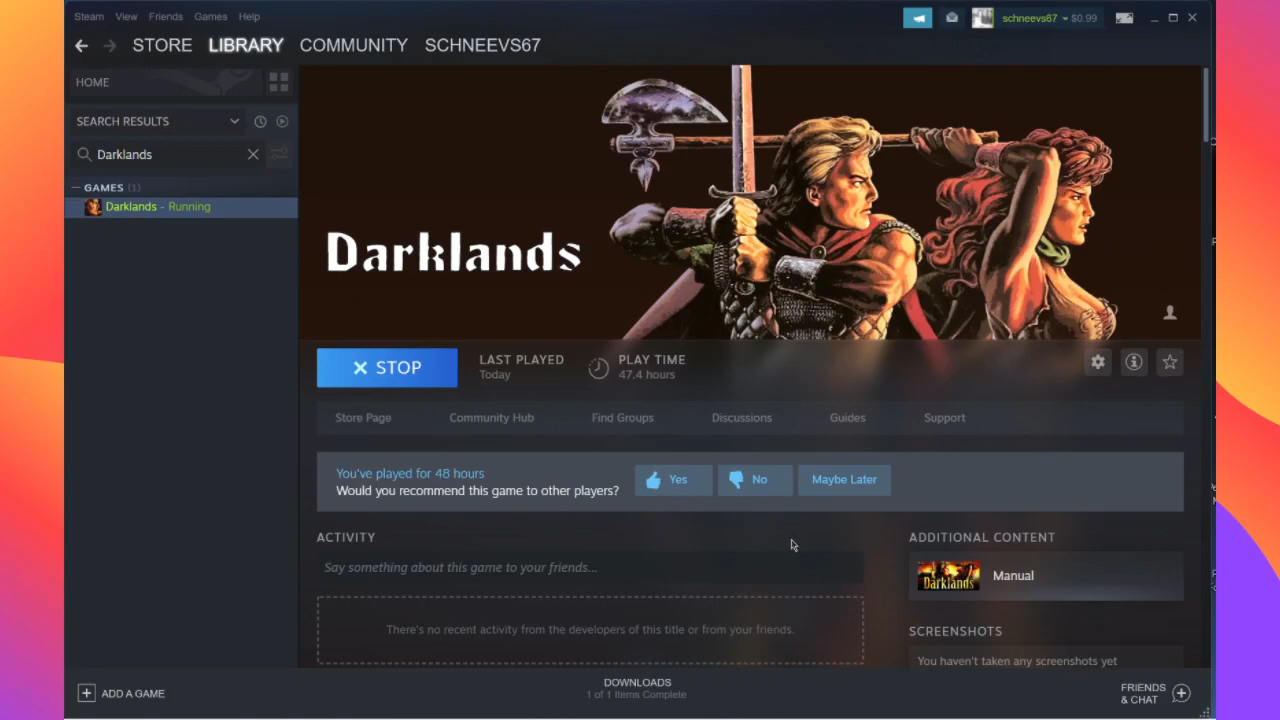 Steam View Friends Games Help
schneevs67 $0.99
STORE LIBRARY COMMUNITY SCHNEEVS67
HOME
SEARCH RESULTS
Darklands
GAMES (1)
Darklands - Running
Darklands
STOP
LAST PLAYED
Today
PLAY TIME
47.4 hours
Store Page Community Hub Find Groups Discussions Guides Support
You've played for 48 hours
Would you recommend this game to other players?
Yes
No
Maybe Later
ACTIVITY
Say something about this game to your friends...
There's no recent activity from the developers of this title or from your friends.
ADDITIONAL CONTENT
Darklands
Manual
SCREENSHOTS
You haven't taken any screenshots yet
ADD A GAME
DOWNLOADS
1 of 1 Items Complete
FRIENDS
& CHAT